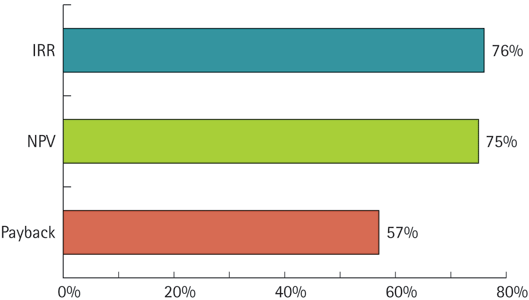 IRR 76%
NPV 75%
Payback 57%
0% 20% 40% 60% 80%